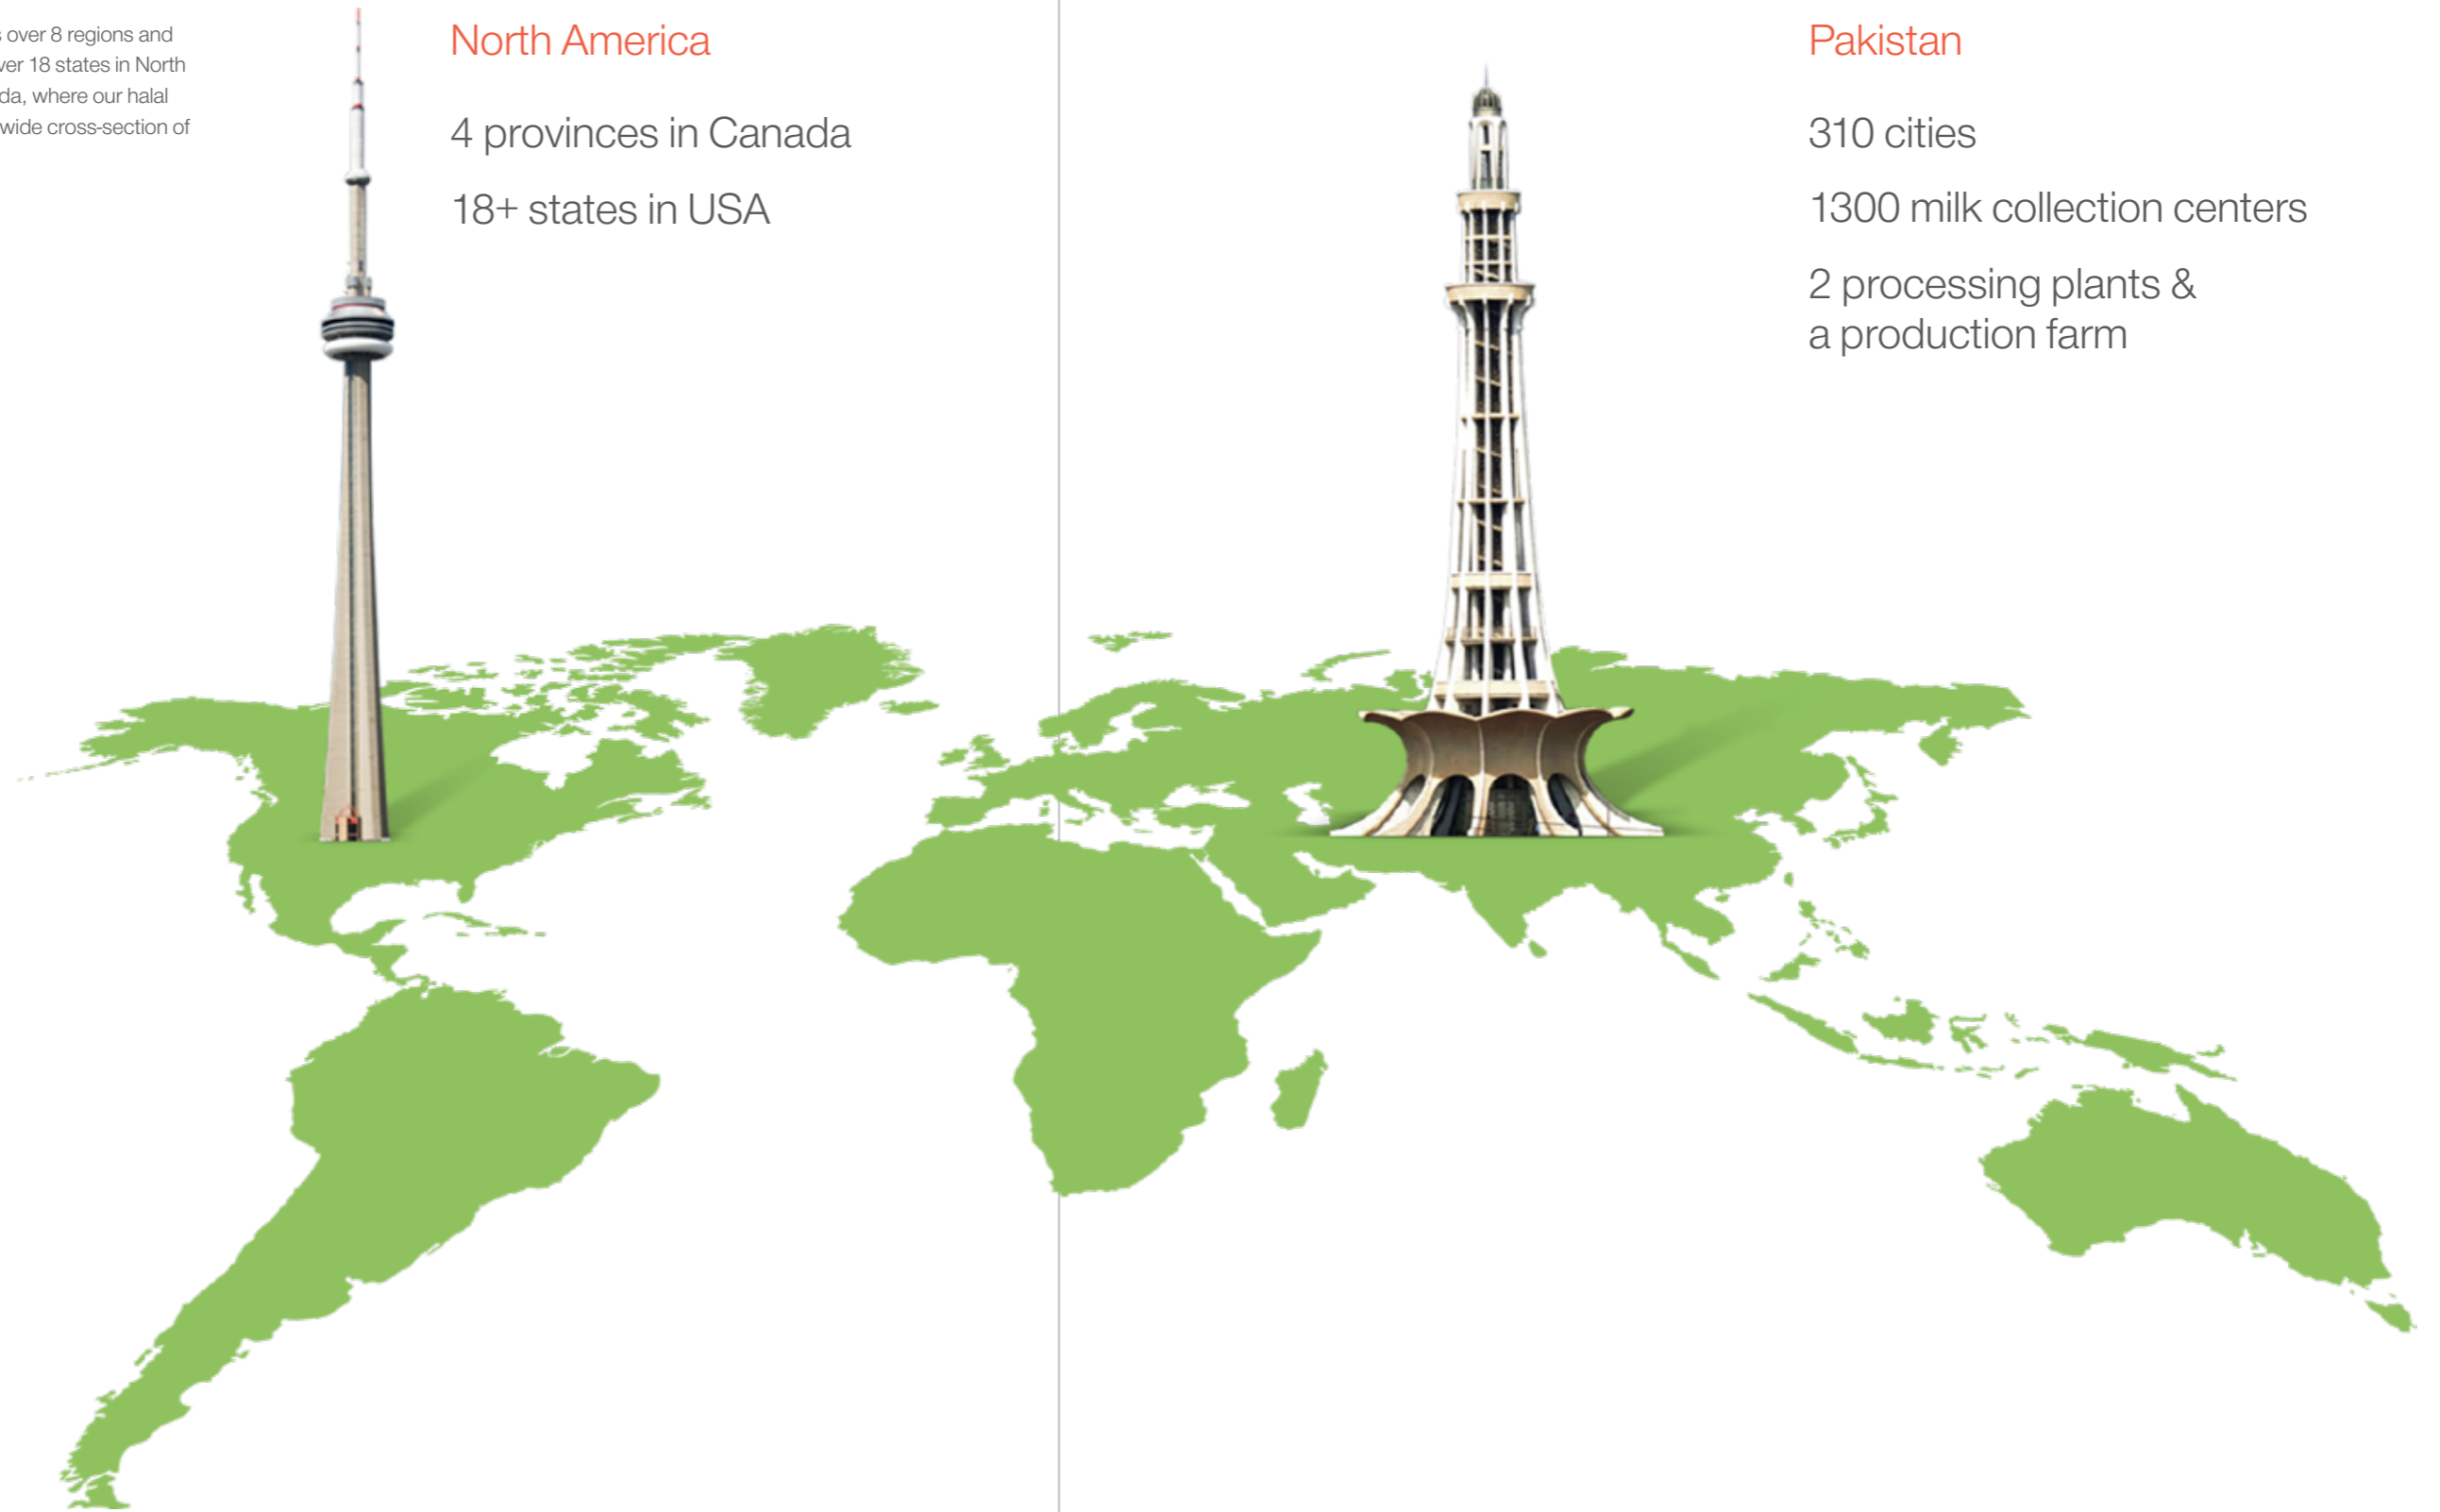 over 8 regions and
ver 18 states in North
da, where our halal
wide cross-section of
North America
4 provinces in Canada
18+ states in USA
Pakistan
310 cities
1300 milk collection centers
2 processing plants &
a production farm